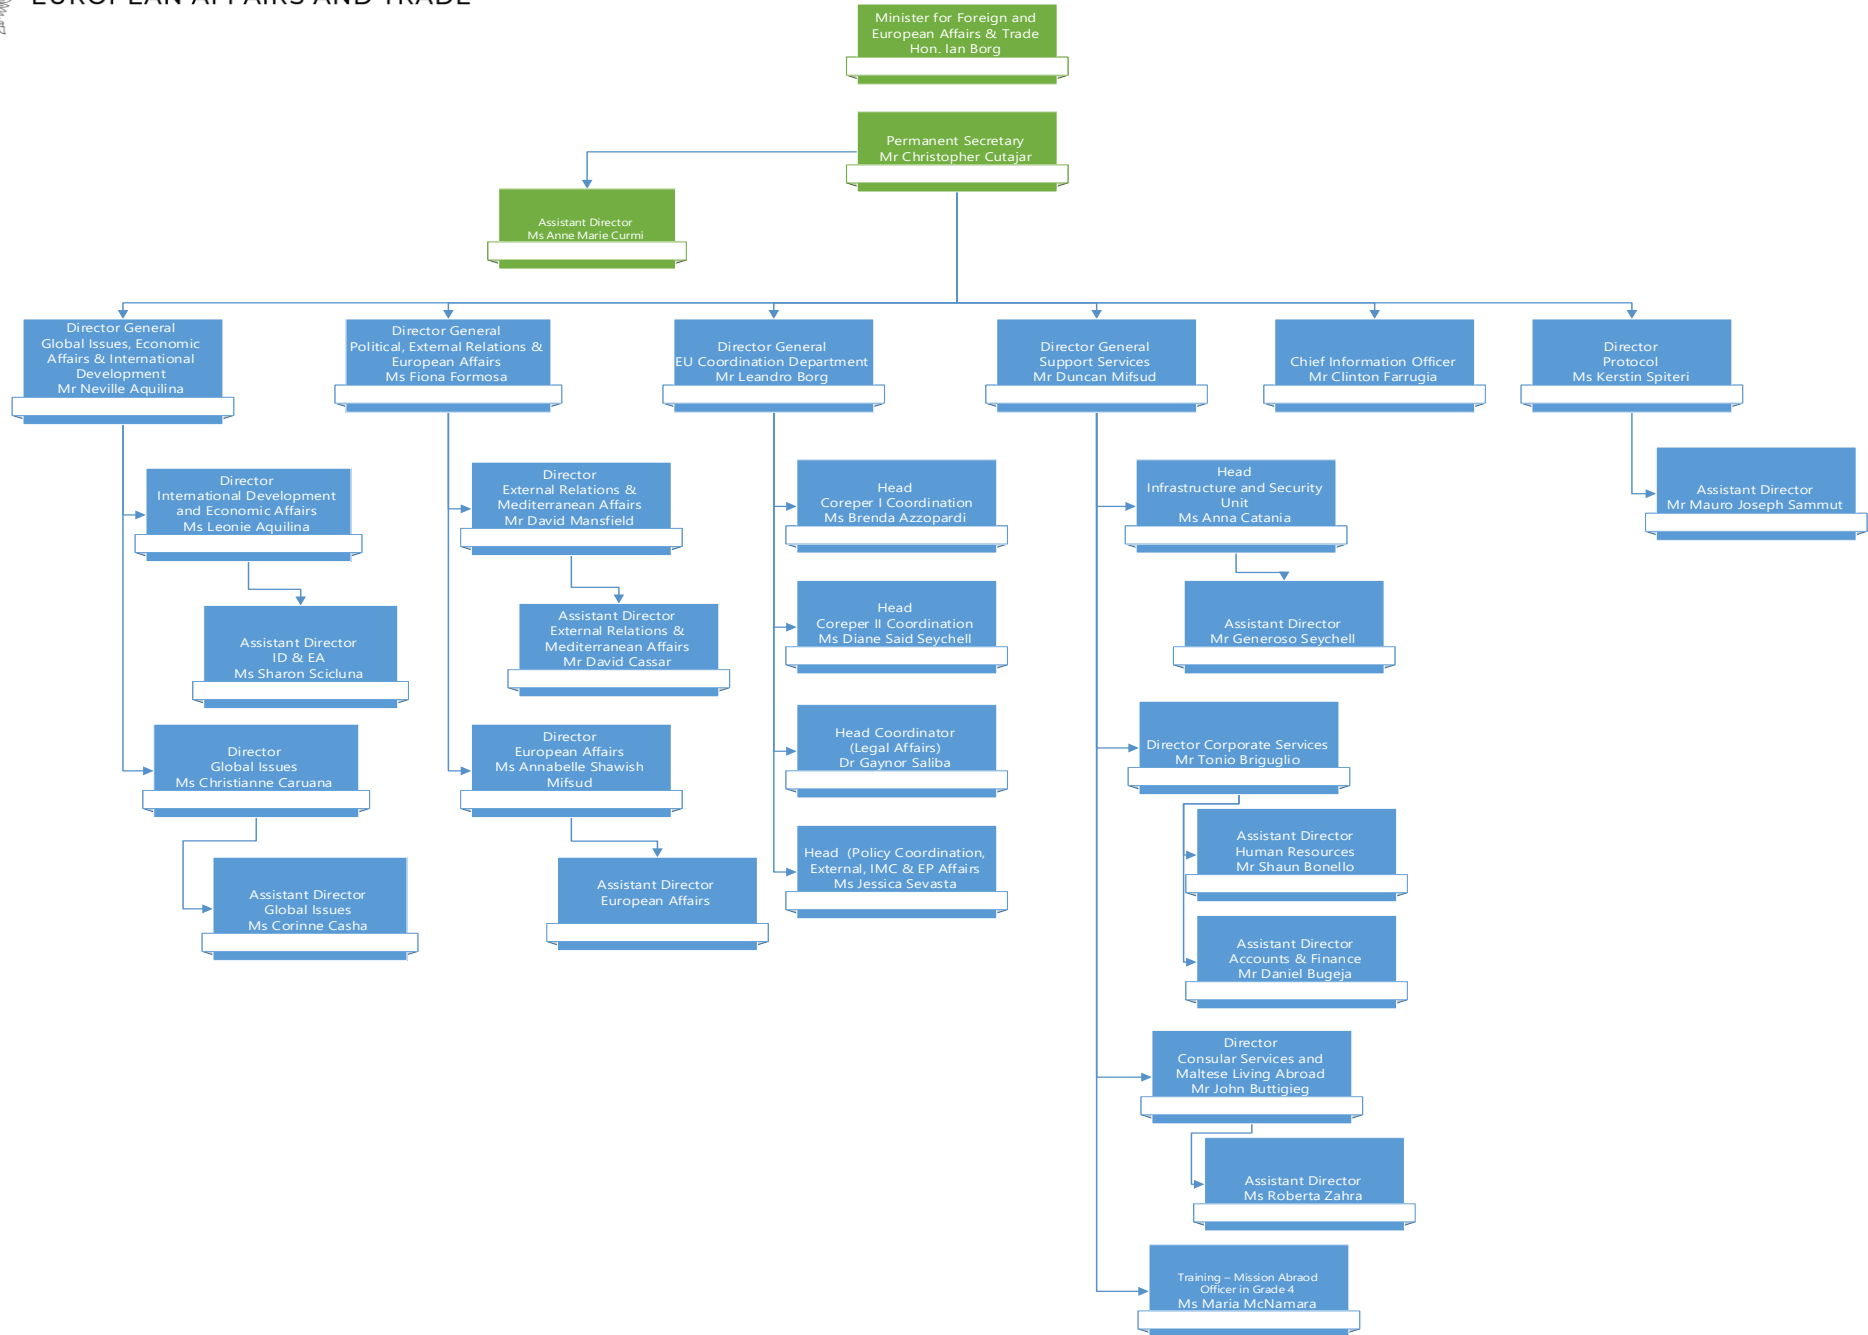 EUROPEAN AFFAIRS AND TRADE
Minister for Foreign and
European Affairs & Trade
Hon. Ian Borg
Permanent Secretary
Mr Christopher Cutajar
Assistant Director
Ms Anne Marie Curmi
Director General
Global Issues, Economic
Affairs & International
Development
Mr Neville Aquilina
Director General
Political, External Relations &
European Affairs
Ms Fiona Formosa
Director General
EU Coordination Department
Mr Leandro Borg
Director General
Support Services
Mr Duncan Mifsud
Chief Information Officer
Mr Clinton Farrugia
Director
Protocol
Ms Kerstin Spiteri
Director
International Development
and Economic Affairs
Ms Leonie Aquilina
Assistant Director
ID & EA
Ms Sharon Scicluna
Director
Global Issues
Ms Christianne Caruana
Assistant Director
Global Issues
Ms Corinne Casha
Director
External Relations &
Mediterranean Affairs
Mr David Mansfield
Assistant Director
External Relations &
Mediterranean Affairs
Mr David Cassar
Director
European Affairs
Ms Annabelle Shawish
Mifsud
Assistant Director
European Affairs
Head
Coreper I Coordination
Ms Brenda Azzopardi
Head
Coreper II Coordination
Ms Diane Said Seychell
Head Coordinator
(Legal Affairs)
Dr Gaynor Saliba
Head  (Policy Coordination,
External, IMC & EP Affairs
Ms Jessica Sevasta
Head
Infrastructure and Security
Unit
Ms Anna Catania
Assistant Director
Mr Generoso Seychell
Director Corporate Services
Mr Tonio Briguglio
Assistant Director
Human Resources
Mr Shaun Bonello
Assistant Director
Accounts & Finance
Mr Daniel Bugeja
Director
Consular Services and
Maltese Living Abroad
Mr John Buttigieg
Assistant Director
Ms Roberta Zahra
Training – Mission Abraod
Officer in Grade 4
Ms Maria McNamara
Assistant Director
Mr Mauro Joseph Sammut